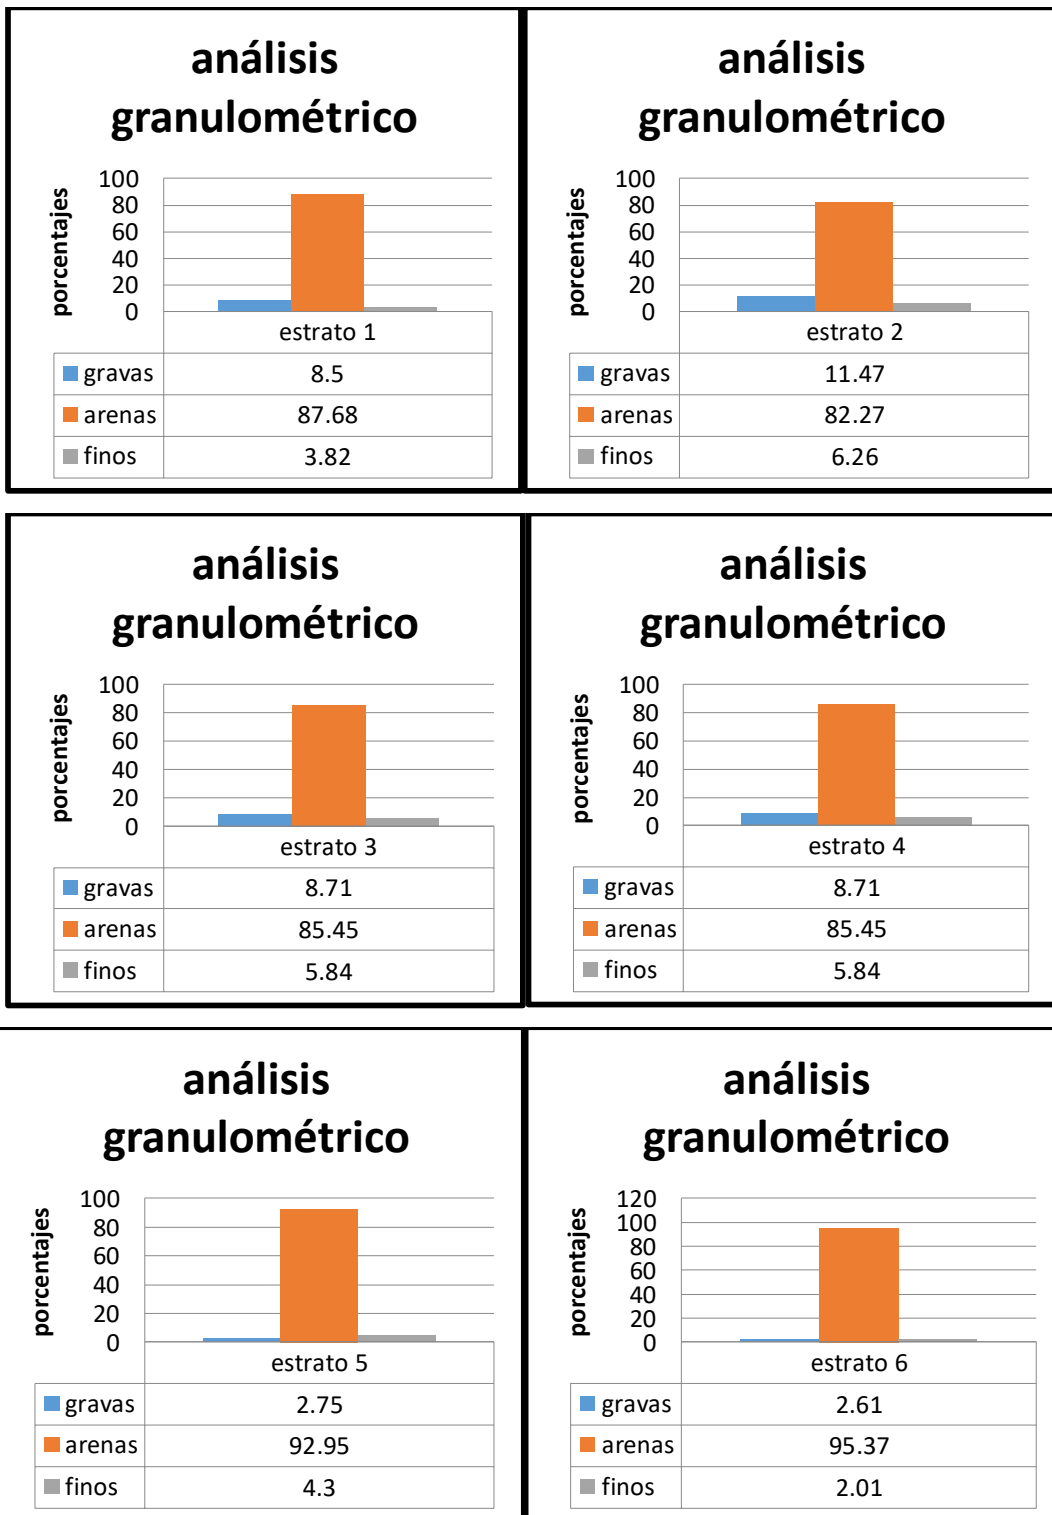 análisis
granulométrico
porcentajes
100
80
60
40
20
0
estrato 1
gravas 8.5
arenas 87.68
finos 3.82
análisis
granulométrico
porcentajes
100
80
60
40
20
0
estrato 2
gravas 11.47
arenas 82.27
finos 6.26
análisis
granulométrico
porcentajes
100
80
60
40
20
0
estrato 3
gravas 8.71
arenas 85.45
finos 5.84
análisis
granulométrico
porcentajes
100
80
60
40
20
0
estrato 4
gravas 8.71
arenas 85.45
finos 5.84
análisis
granulométrico
porcentajes
100
80
60
40
20
0
estrato 5
gravas 2.75
arenas 92.95
finos 4.3
análisis
granulométrico
porcentajes
120
100
80
60
40
20
0
estrato 6
gravas 2.61
arenas 95.37
finos 2.01